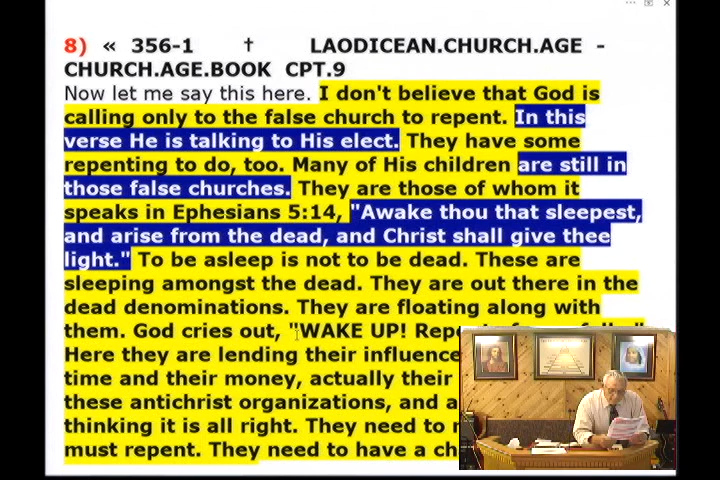 8) « 356-1 † LAODICEAN.CHURCH.AGE -
CHURCH.AGE.BOOK CPT.9
Now let me say this here. I don't believe that God is
calling only to the false church to repent. In this
verse He is talking to His elect. They have some
repenting to do, too. Many of His children are still in
those false churches. They are those of whom it
speaks in Ephesians 5:14, "Awake thou that sleepest,
and arise from the dead, and Christ shall give thee
light." To be asleep is not to be dead. These are
sleeping amongst the dead. They are out there in the
dead denominations. They are floating along with
them. God cries out, "WAKE UP!
Here they are lending their influence
time and their money, actually their
these antichrist organizations, and
thinking it is all right. They need to
must repent. They need to have a